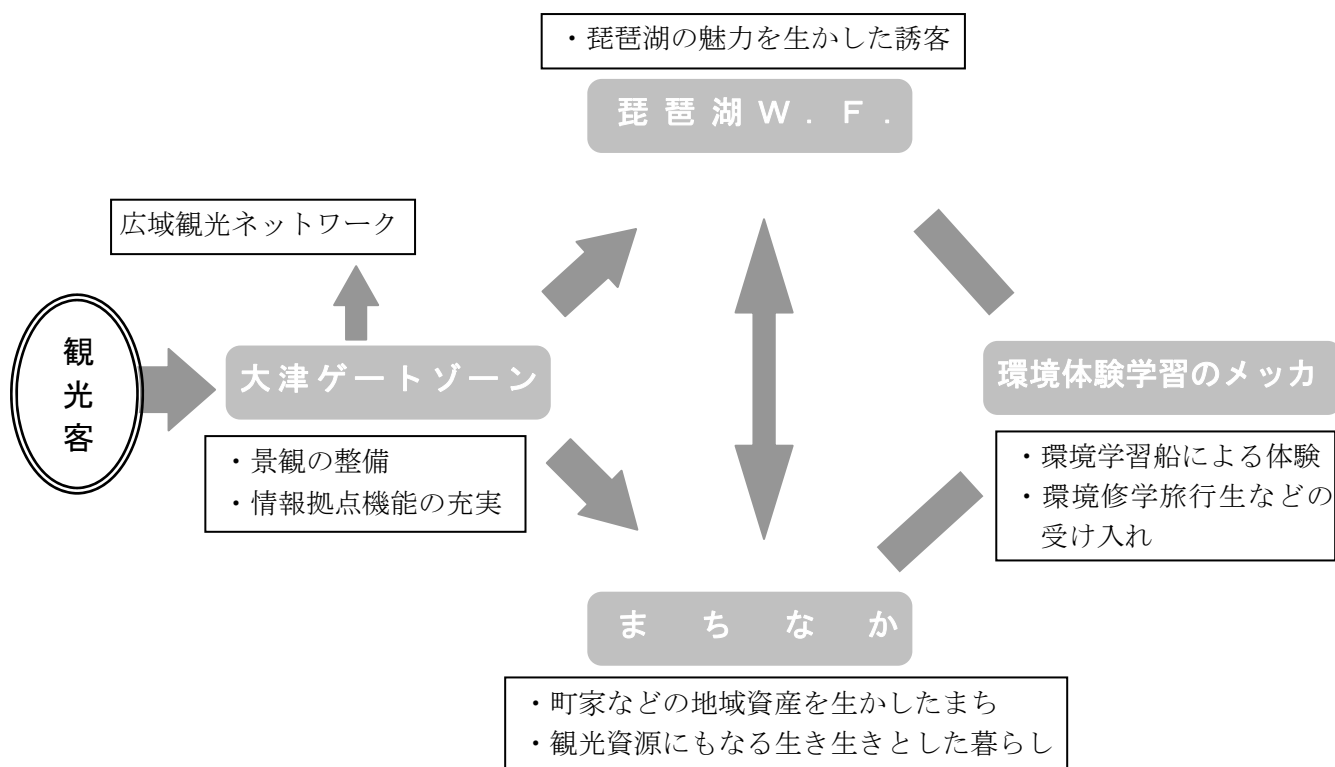 ・琵琶湖の魅力を生かした誘客
琵琶湖Ｗ．Ｆ．
広域観光ネットワーク
観光客
大津ゲートゾーン
・景観の整備
・情報拠点機能の充実
環境体験学習のメッカ
・環境学習船による体験
・環境修学旅行生などの
受け入れ
まちなか
・町家などの地域資産を生かしたまち
・観光資源にもなる生き生きとした暮らし